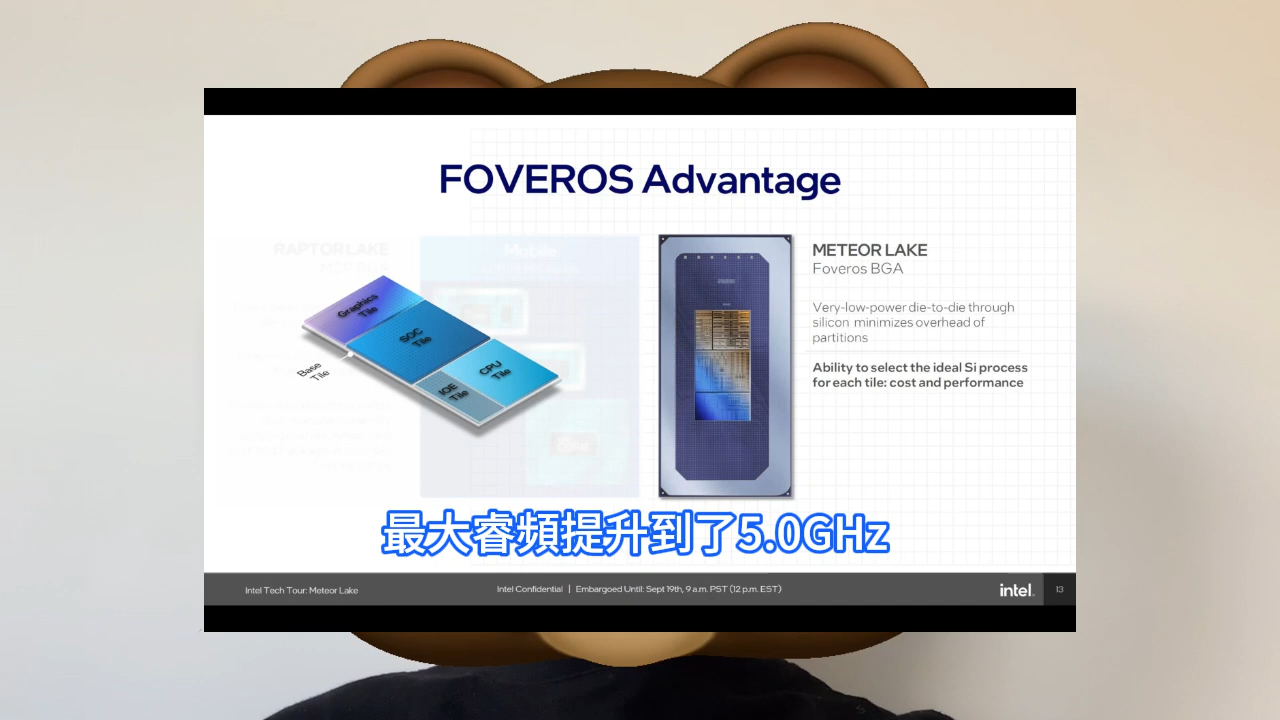 FOVEROS Advantage
RAPTOR LAKE
Mobile
Graphics
Tile
SOC
Tile
CPU
Tile
IOE
Tile
Base
Tile
METEOR LAKE
Foveros BGA
Very-low-power die-to-die through
silicon minimizes overhead of
partitions
Ability to select the ideal Si process
for each tile: cost and performance
最大睿頻提升到了5.0GHz
Intel Tech Tour: Meteor Lake
Intel Confidential | Embargoed Until: Sept 19th, 9 a.m. PST (12 p.m. EST)
intel.
13